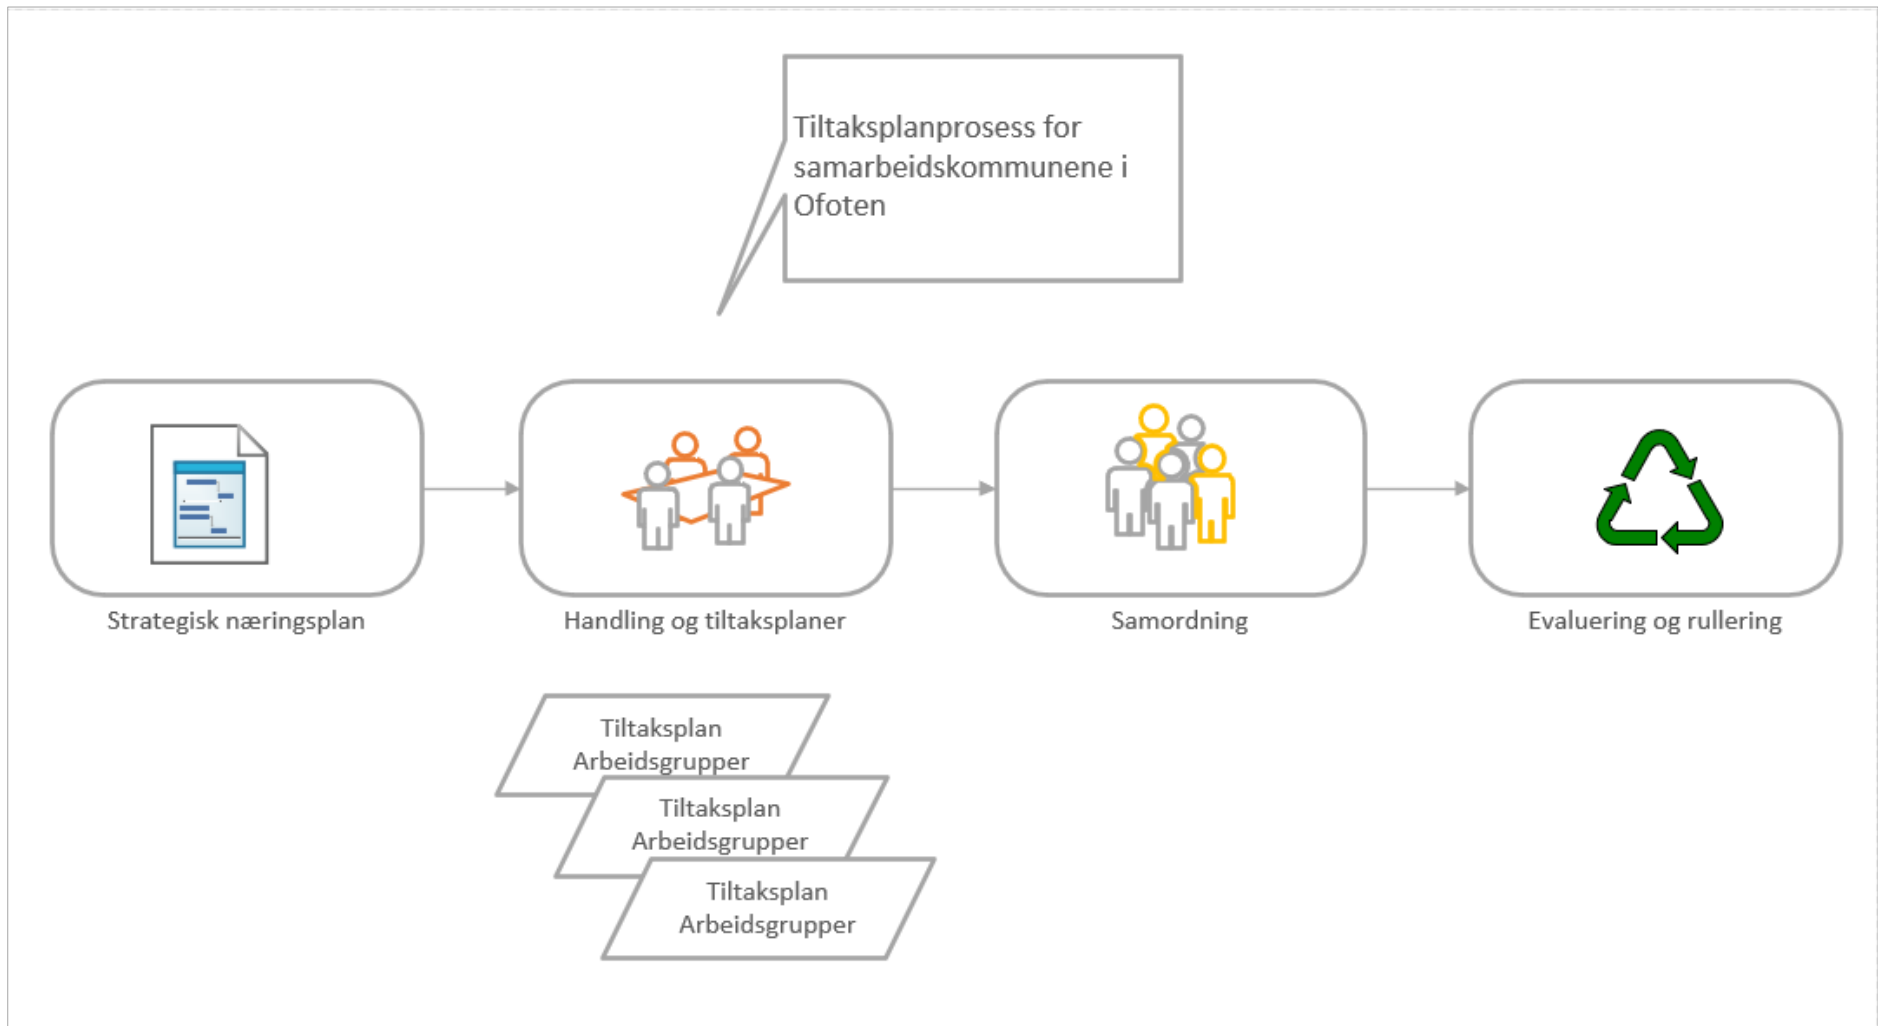 Tiltaksplanprosess for
samarbeidskommunene i
Ofoten
Strategisk næringsplan
Handling og tiltaksplaner
Samordning
Evaluering og rullering
Tiltaksplan
Arbeidsgrupper
Tiltaksplan
Arbeidsgrupper
Tiltaksplan
Arbeidsgrupper